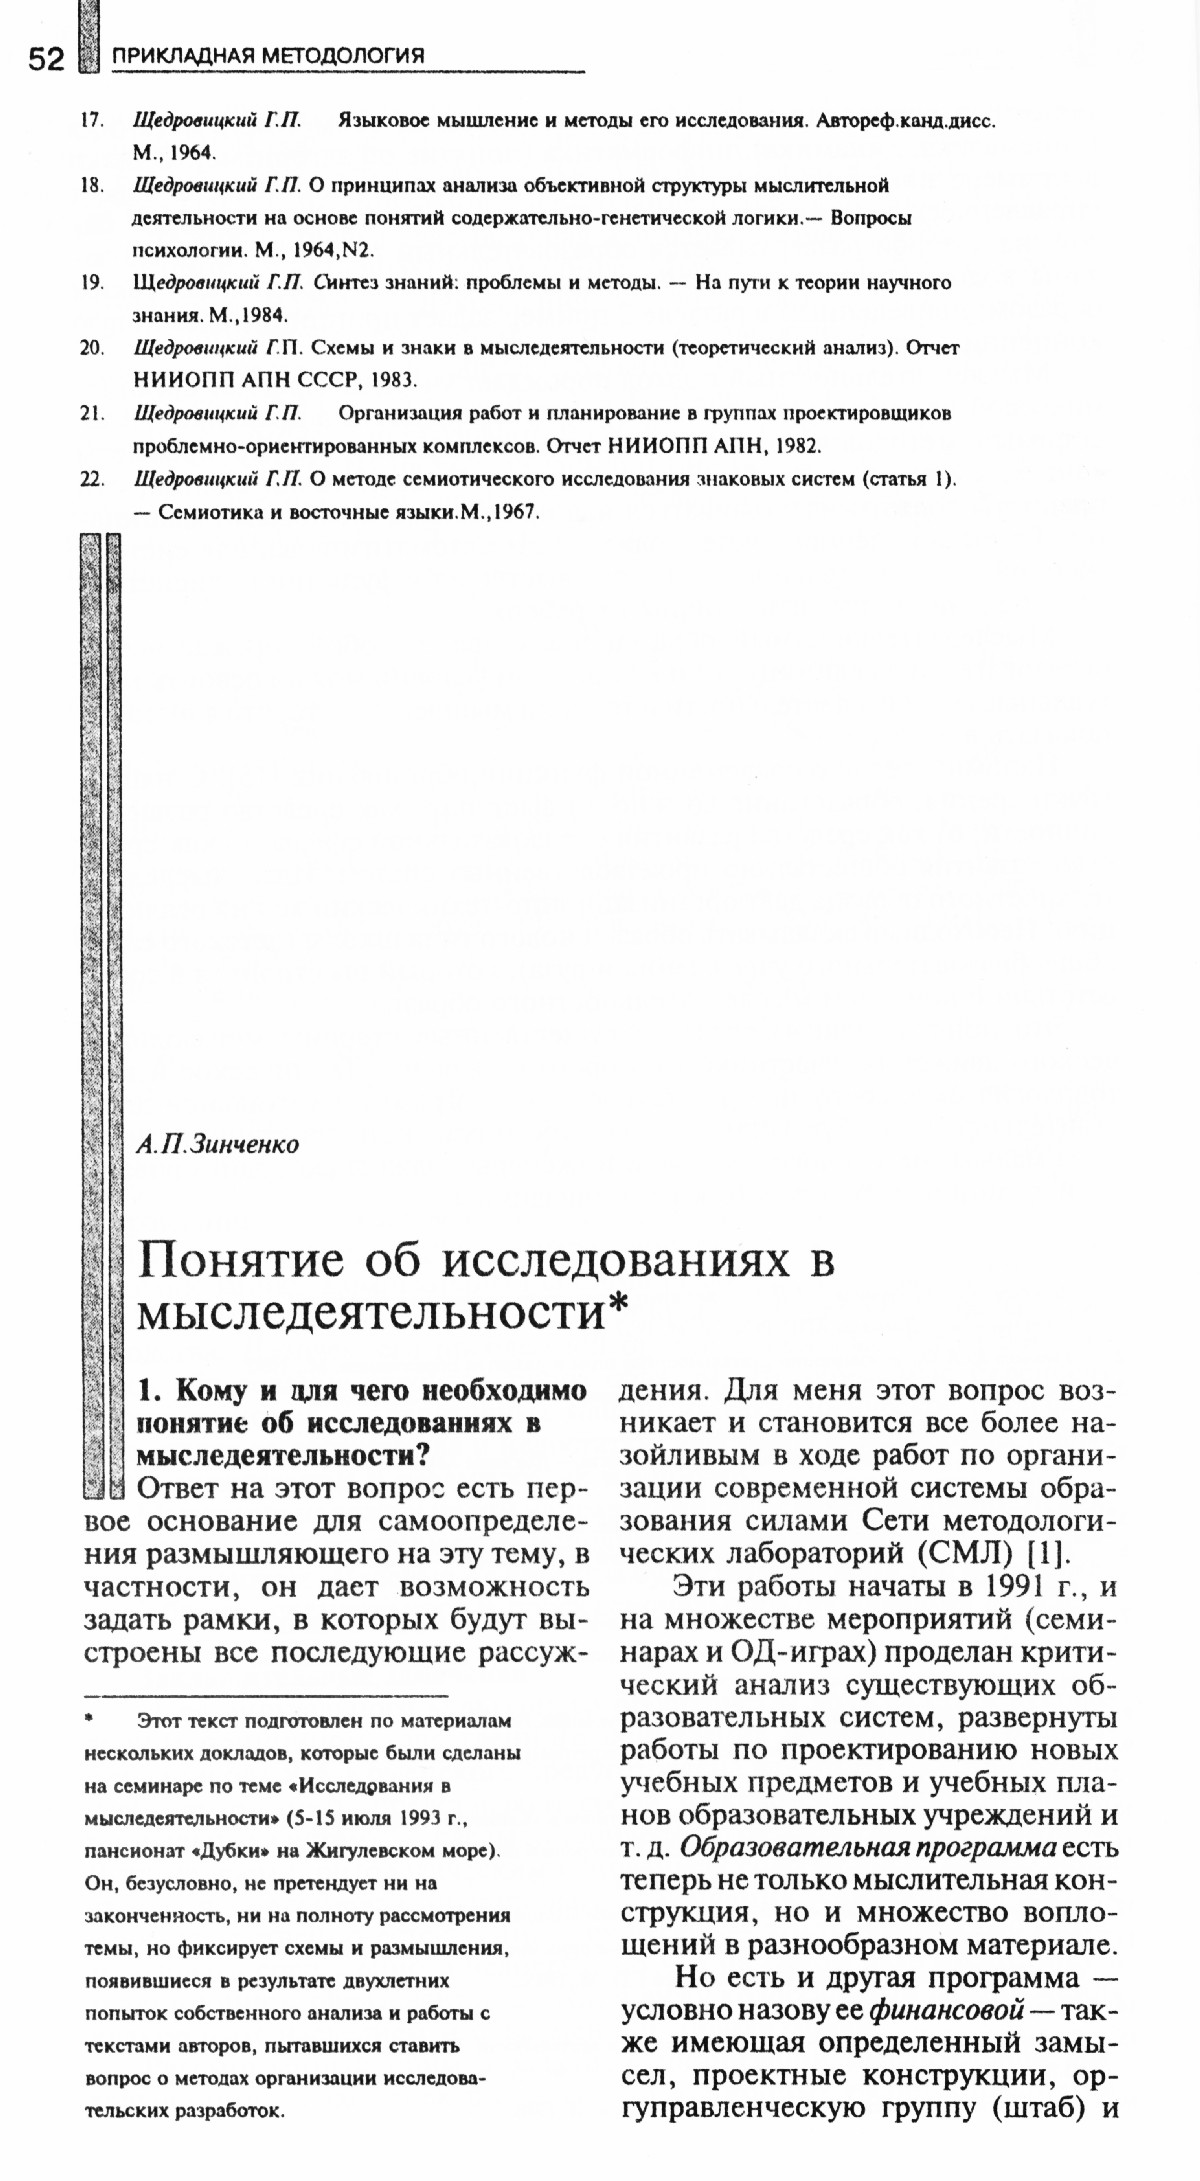 52 ПРИКЛАДНАЯ МЕТОДОЛОГИЯ
17. Щедровицкий Г.П. Языковое мышление и методы его исследования. Автореф.канд.дисс.
М., 1964.
18. Щедровицкий Г.П. О принципах анализа объективной структуры мыслительной
деятельности на основе понятий содержательно-генетической логики.— Вопросы
психологии. М., 1964,N2.
19. Щедровицкий Г.П. Синтез знаний: проблемы и методы. — На пути к теории научного
знания. М.,1984.
20. Щедровицкий Г.П. Схемы и знаки в мыследеятельности (теоретический анализ). Отчет
НИИОПП АПН СССР, 1983.
21. Щедровицкий Г.П. Организация работ и планирование в группах проектировщиков
проблемно-ориентированных комплексов. Отчет НИИОПП АПН, 1982.
22. Щедровицкий Г.П. О методе семиотического исследования знаковых систем (статья 1).
— Семиотика и восточные языки.М.,1967.
А.П.Зинченко
Понятие об исследованиях в
мыследеятельности*
1. Кому и для чего необходимо
понятие об исследованиях в
мыследеятельности?
Ответ на этот вопрос есть пер-
вое основание для самоопределе-
ния размышляющего на эту тему, в
частности, он дает возможность
задать рамки, в которых будут вы-
строены все последующие рассуж-
* Этот текст подготовлен по материалам
нескольких докладов, которые были сделаны
на семинаре по теме «Исследования в
мыследеятельности» (5-15 июля 1993 г.,
пансионат «Дубки» на Жигулевском море).
Он, безусловно, не претендует ни на
законченность, ни на полноту рассмотрения
темы, но фиксирует схемы и размышления,
появившиеся в результате двухлетних
попыток собственного анализа и работы с
текстами авторов, пытавшихся ставить
вопрос о методах организации исследова-
тельских разработок.
дения. Для меня этот вопрос воз-
никает и становится все более на-
зойливым в ходе работ по органи-
зации современной системы обра-
зования силами Сети методологи-
ческих лабораторий (СМЛ) [1].
Эти работы начаты в 1991 г., и
на множестве мероприятий (семи-
нарах и ОД-играх) проделан крити-
ческий анализ существующих об-
разовательных систем, развернуты
работы по проектированию новых
учебных предметов и учебных пла-
нов образовательных учреждений и
т. д. Образовательная программа есть
теперь не только мыслительная кон-
струкция, но и множество вопло-
щений в разнообразном материале.
Но есть и другая программа —
условно назову ее финансовой — так-
же имеющая определенный замы-
сел, проектные конструкции, ор-
гуправленческую группу (штаб) и